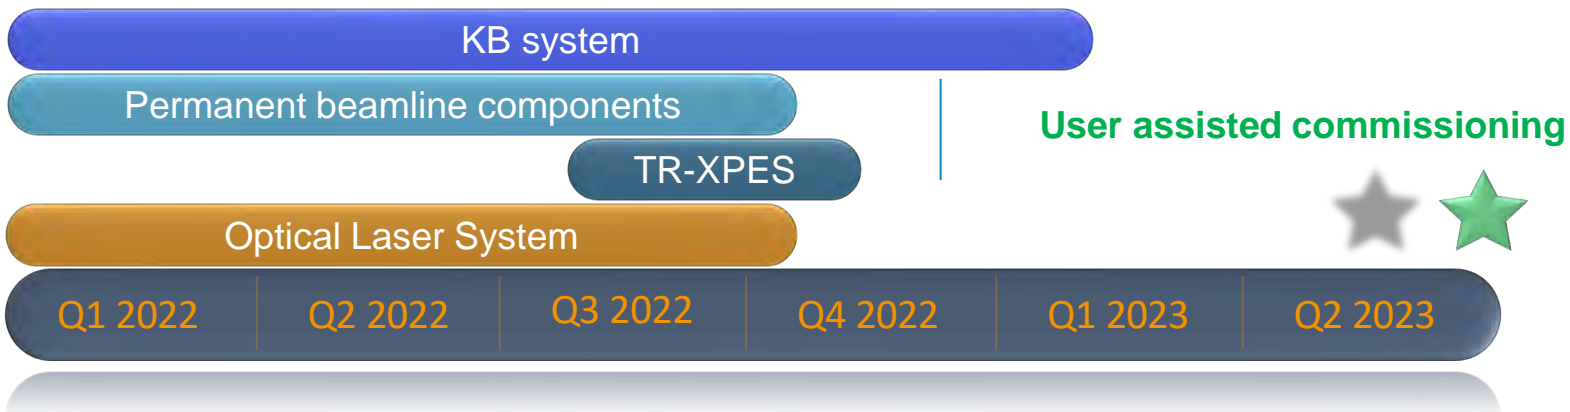 KB system
Permanent beamline components
User assisted commissioning
TR-XPES
Optical Laser System
Q1 2022 Q2 2022 Q3 2022 Q4 2022 Q1 2023 Q2 2023